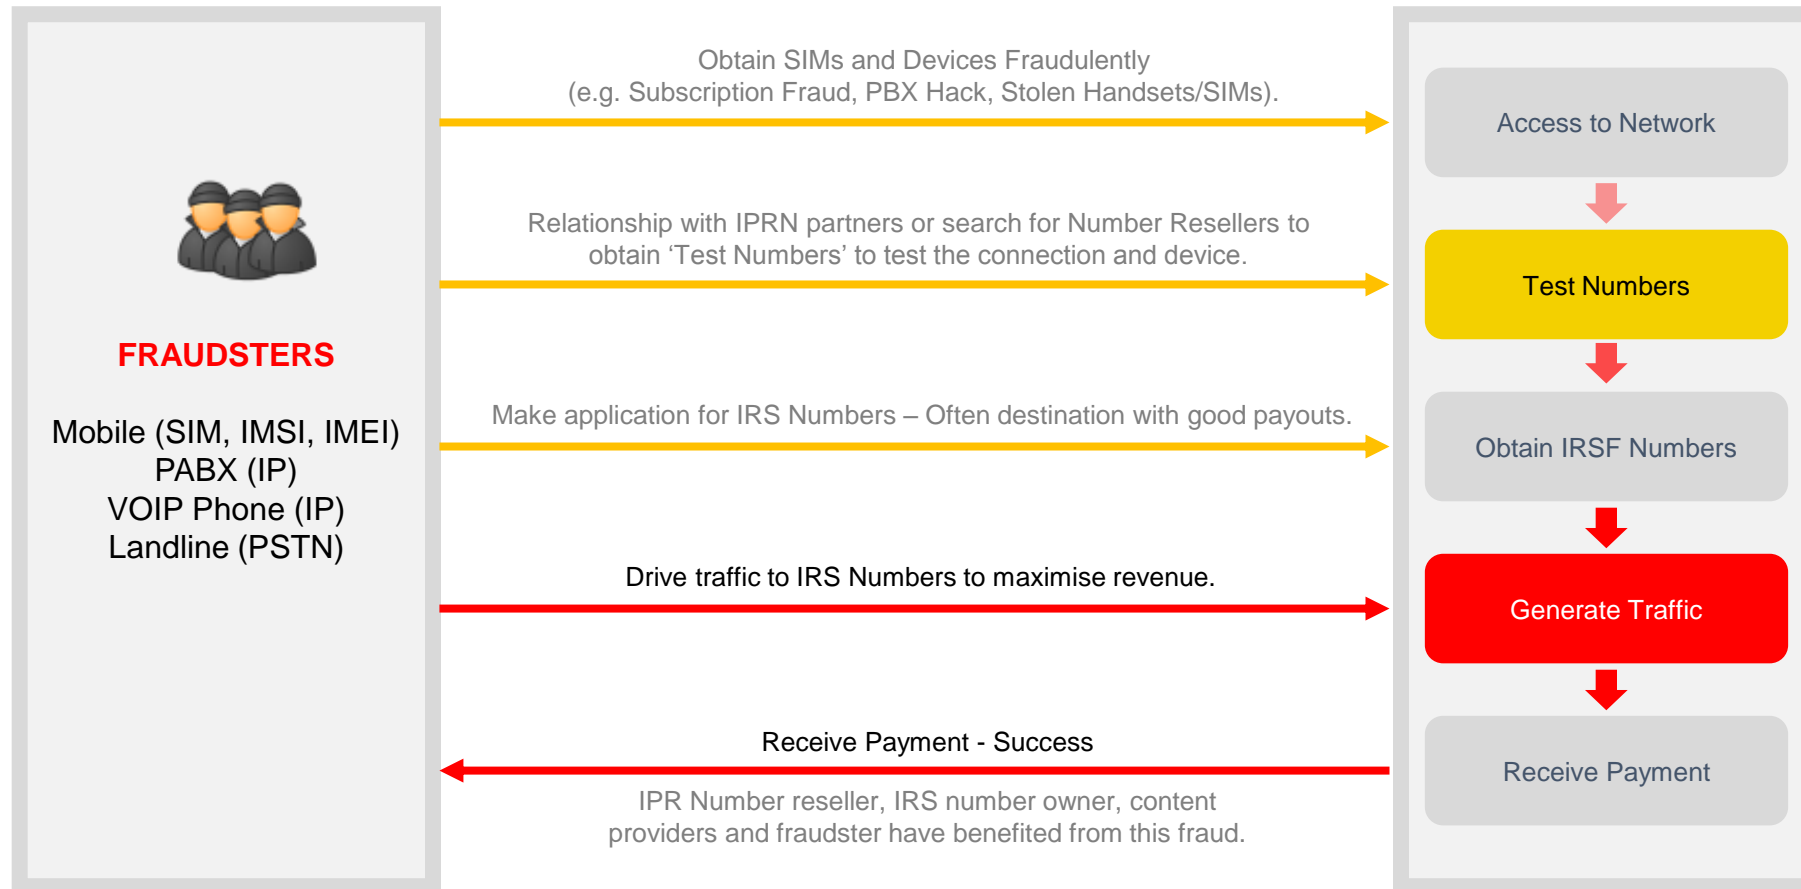 FRAUDSTERS
Mobile (SIM, IMSI, IMEI)
PABX (IP)
VOIP Phone (IP)
Landline (PSTN)
Obtain SIMs and Devices Fraudulently
(e.g. Subscription Fraud, PBX Hack, Stolen Handsets/SIMs).
Relationship with IPRN partners or search for Number Resellers to
obtain ‘Test Numbers’ to test the connection and device.
Make application for IRS Numbers – Often destination with good payouts.
Drive traffic to IRS Numbers to maximise revenue.
Receive Payment - Success
IPR Number reseller, IRS number owner, content
providers and fraudster have benefited from this fraud.
Access to Network
Test Numbers
Obtain IRSF Numbers
Generate Traffic
Receive Payment